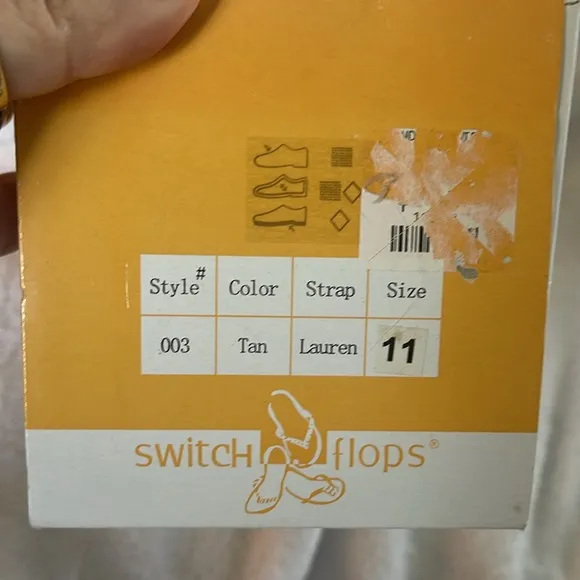 Style# Color Strap Size
003 Tan Lauren 11
switcH flops®